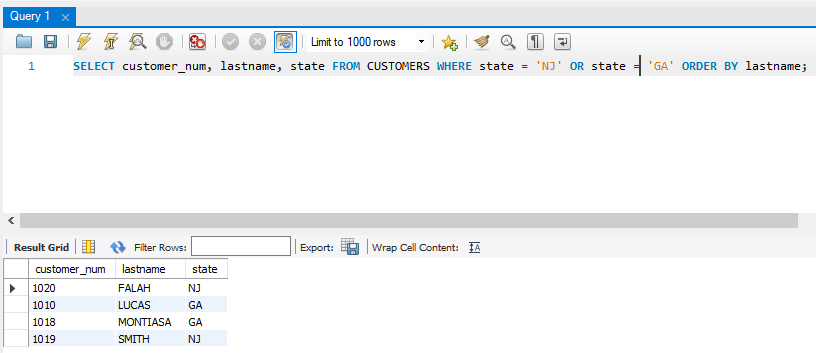 Query 1
Limit to 1000 rows
1 SELECT customer_num, lastname, state FROM CUSTOMERS WHERE state = 'NJ' OR state = 'GA' ORDER BY lastname;
Result Grid Filter Rows: Export: Wrap Cell Content:
customer_num lastname state
1020 FALAH NJ
1010 LUCAS GA
1018 MONTIASA GA
1019 SMITH NJ